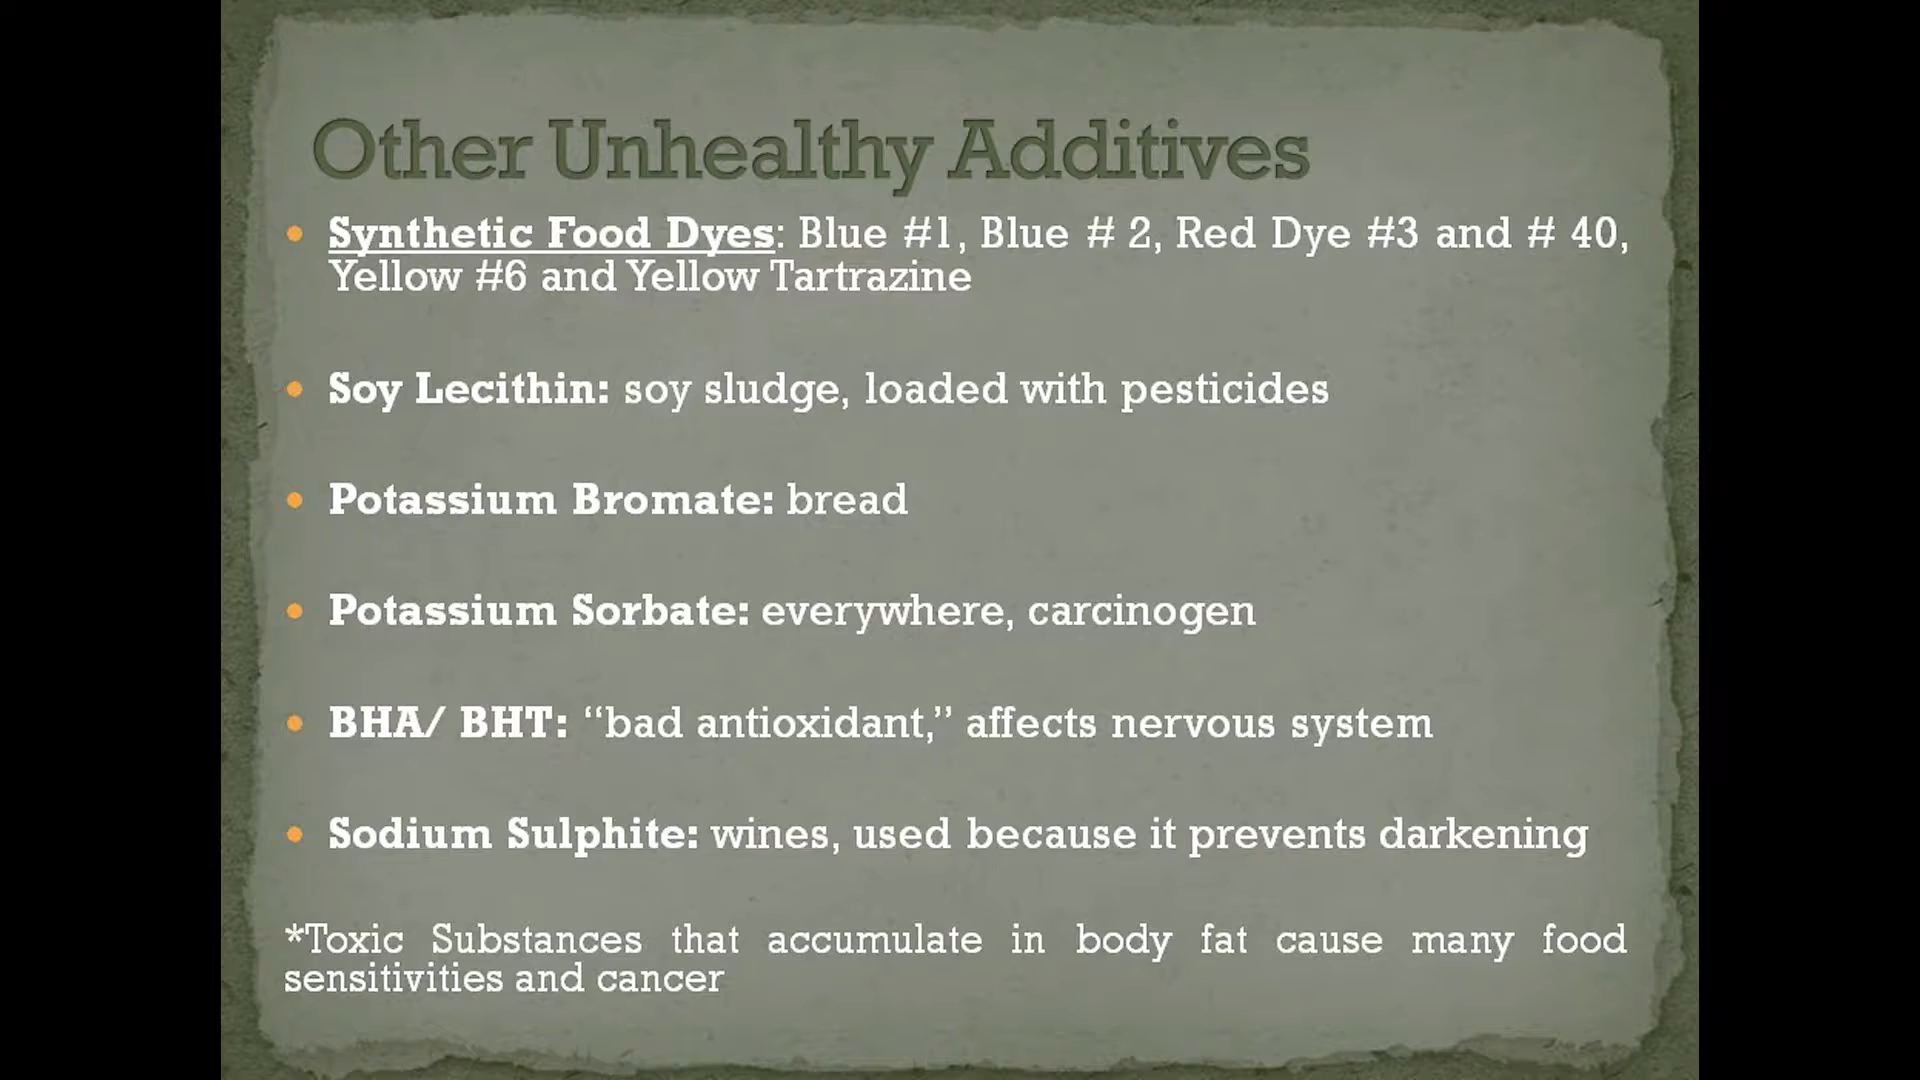 Other Unhealthy Additives
Synthetic Food Dyes: Blue #1, Blue # 2, Red Dye #3 and # 40,
Yellow #6 and Yellow Tartrazine
Soy Lecithin: soy sludge, loaded with pesticides
Potassium Bromate: bread
Potassium Sorbate: everywhere, carcinogen
BHA/ BHT: “bad antioxidant,” affects nervous system
Sodium Sulphite: wines, used because it prevents darkening
*Toxic Substances that accumulate in body fat cause many food
sensitivities and cancer